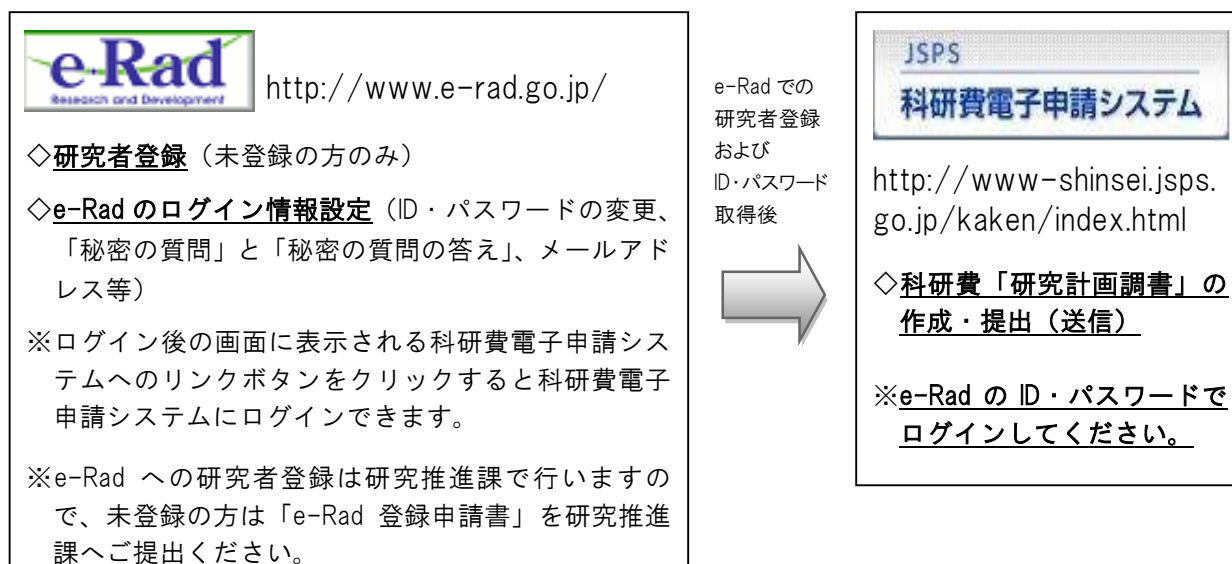 e-Rad
Research and Development
http://www.e-rad.go.jp/
◇研究者登録（未登録の方のみ）
◇e-Rad のログイン情報設定（ID・パスワードの変更、
「秘密の質問」と「秘密の質問の答え」、メールアド
レス等）
※ログイン後の画面に表示される科研費電子申請シス
テムへのリンクボタンをクリックすると科研費電子
申請システムにログインできます。
※e-Rad への研究者登録は研究推進課で行いますの
で、未登録の方は「e-Rad 登録申請書」を研究推進
課へご提出ください。
e-Rad での
研究者登録
および
ID・パスワード
取得後
JSPS
科研費電子申請システム
http://www-shinsei.jsps.
go.jp/kaken/index.html
◇科研費「研究計画調書」の
作成・提出（送信）
※e-Rad の ID・パスワードで
ログインしてください。